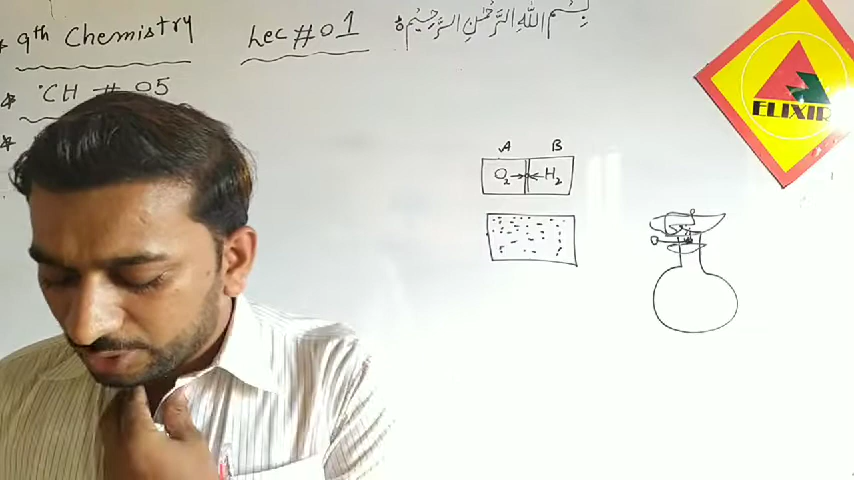 * 9th Chemistry
Lec # 01
بِسْمِ اللّٰهِ الرَّحْمٰنِ الرَّحِيْمِ
* CH # 05
*
A B
O₂ → ← H₂
ELIXIR